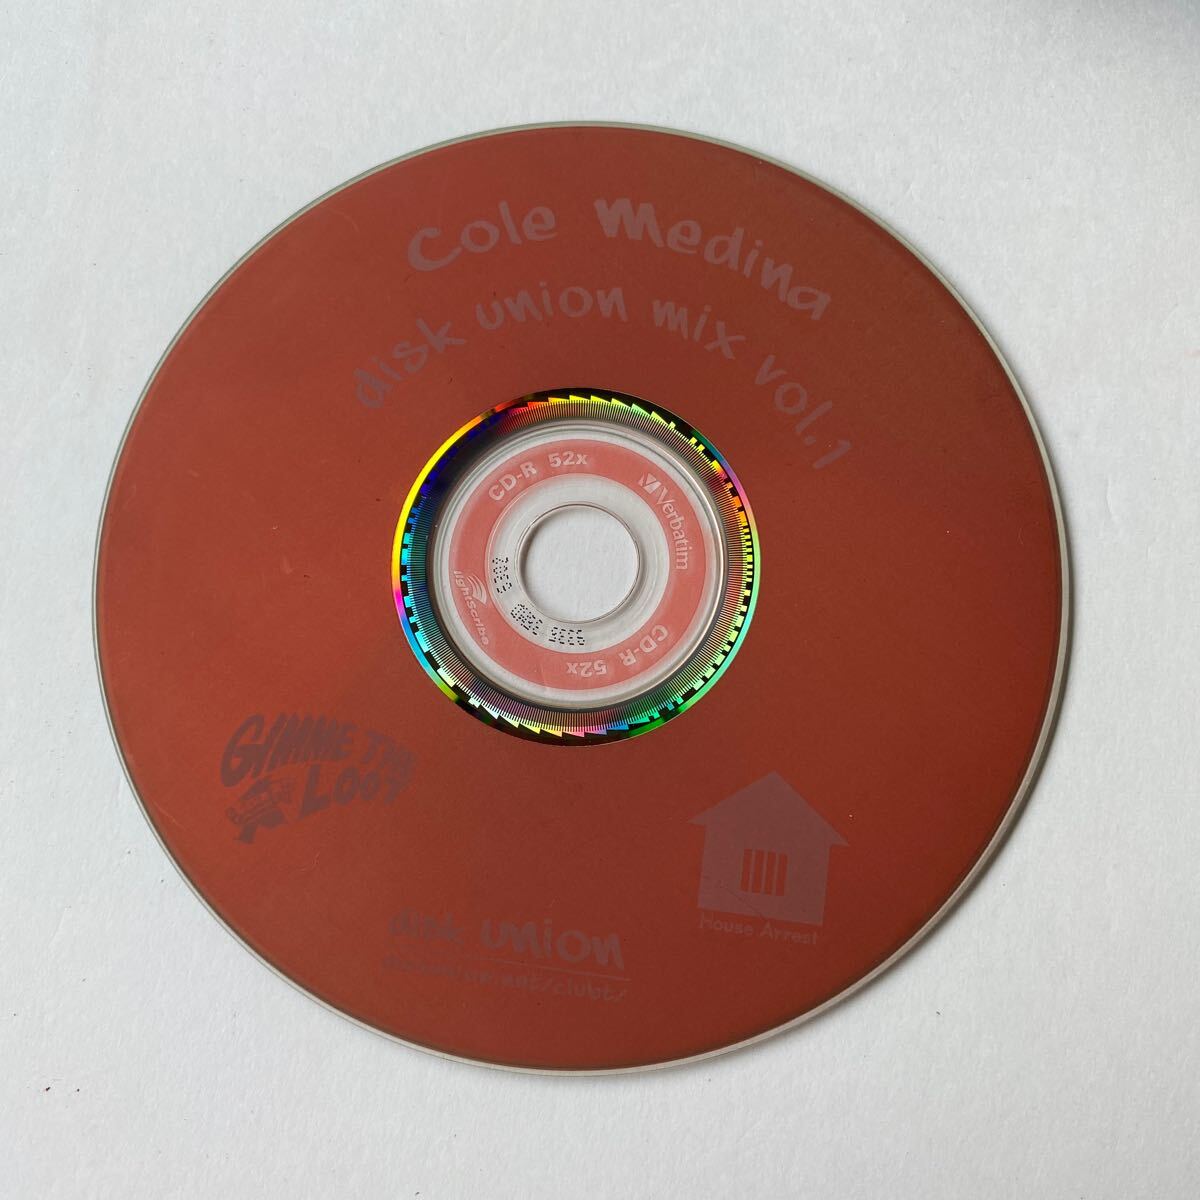 Cole Medina
disk union mix vol.1
CD-R 52x
Verbatim
CD-R 52x
lightScribe
GIMMIE THE
LOOT
House Arrest
disk union